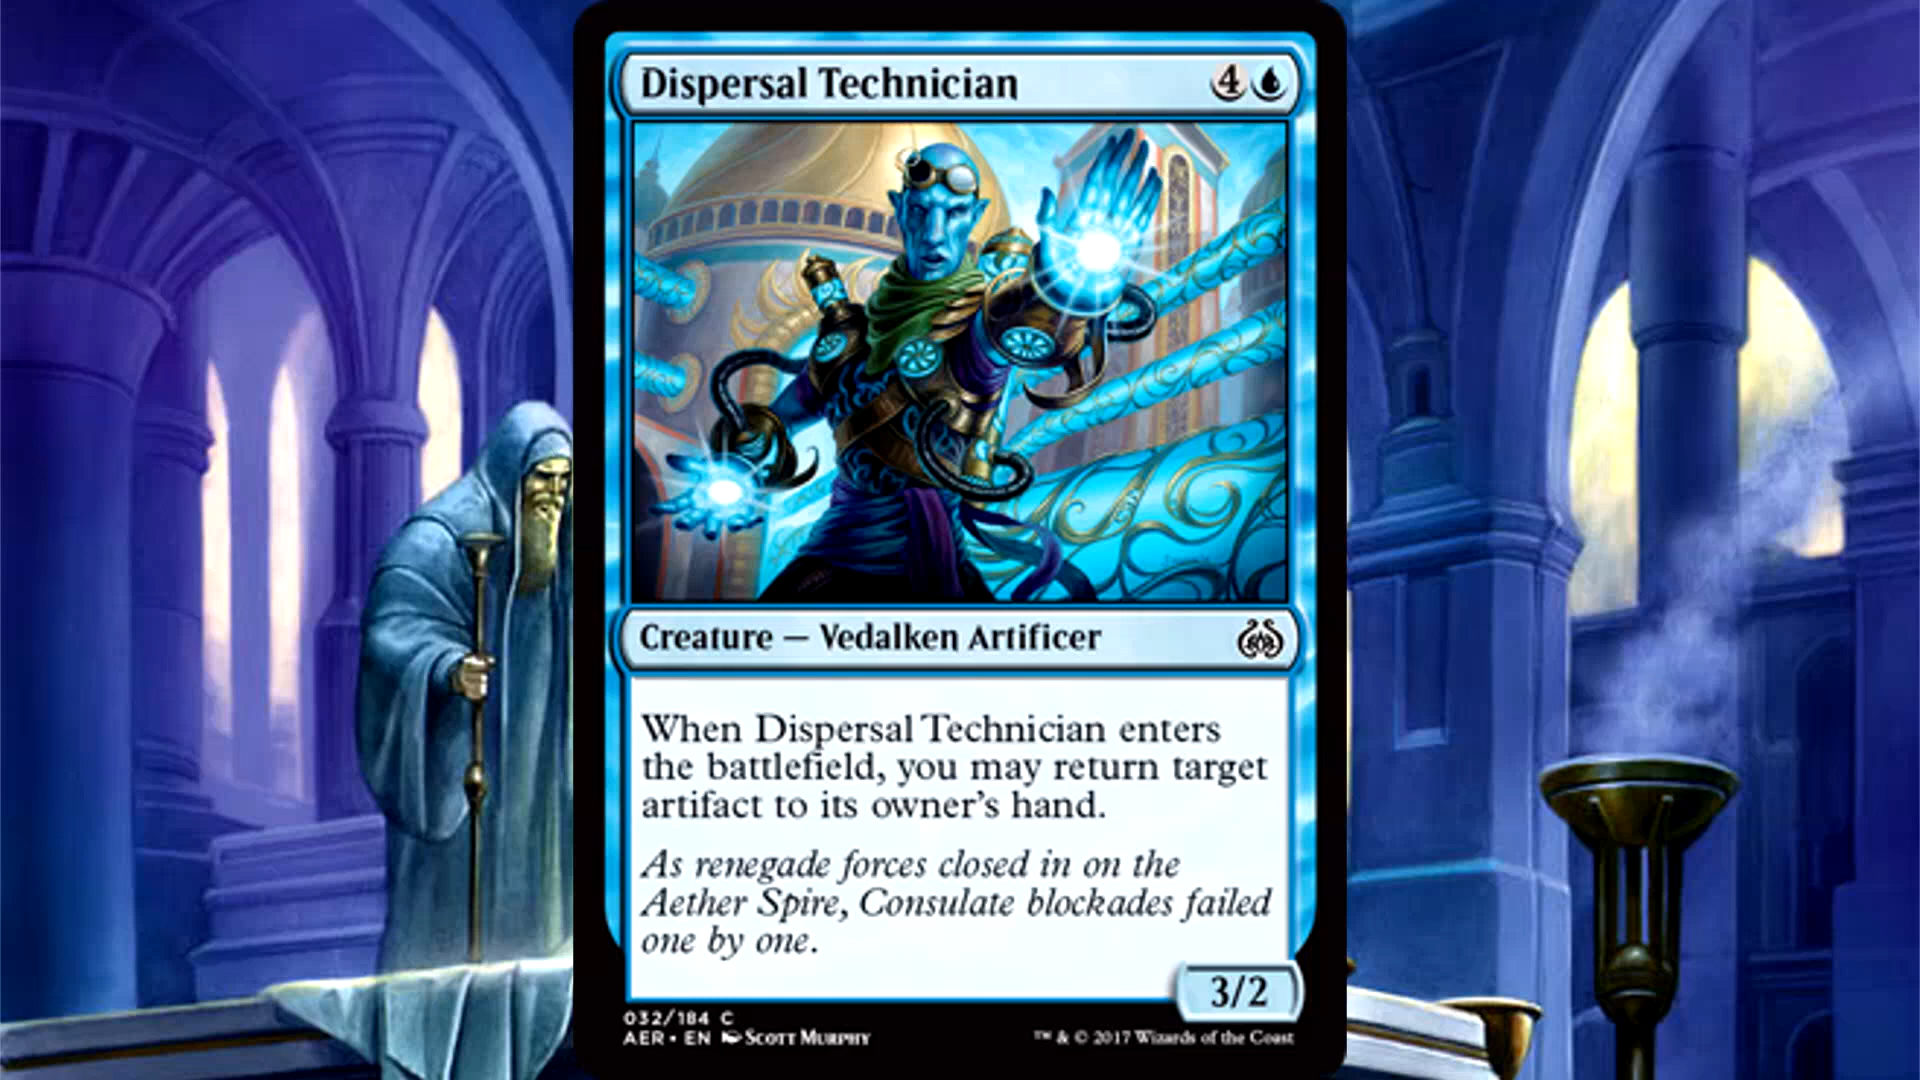 Dispersal Technician
4
Creature — Vedalken Artificer
When Dispersal Technician enters
the battlefield, you may return target
artifact to its owner's hand.
As renegade forces closed in on the
Aether Spire, Consulate blockades failed
one by one.
3/2
032/184 C
AER • EN Scott Murphy
™ & © 2017 Wizards of the Coast